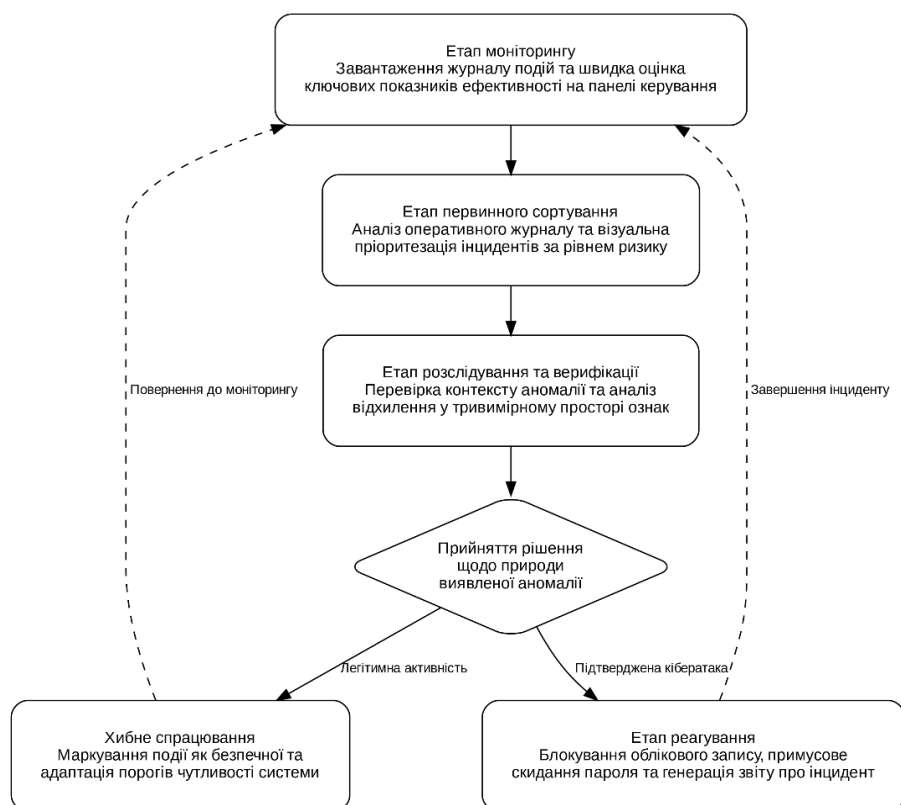 Етап моніторингу
Завантаження журналу подій та швидка оцінка
ключових показників ефективності на панелі керування
Етап первинного сортування
Аналіз оперативного журналу та візуальна
пріоритезація інцидентів за рівнем ризику
Етап розслідування та верифікації
Перевірка контексту аномалії та аналіз
відхилення у тривимірному просторі ознак
Повернення до моніторингу
Завершення інциденту
Прийняття рішення
щодо природи
виявленої аномалії
Легітимна активність
Підтверджена кібератака
Хибне спрацювання
Маркування події як безпечної та
адаптація порогів чутливості системи
Етап реагування
Блокування облікового запису, примусове
скидання пароля та генерація звіту про інцидент